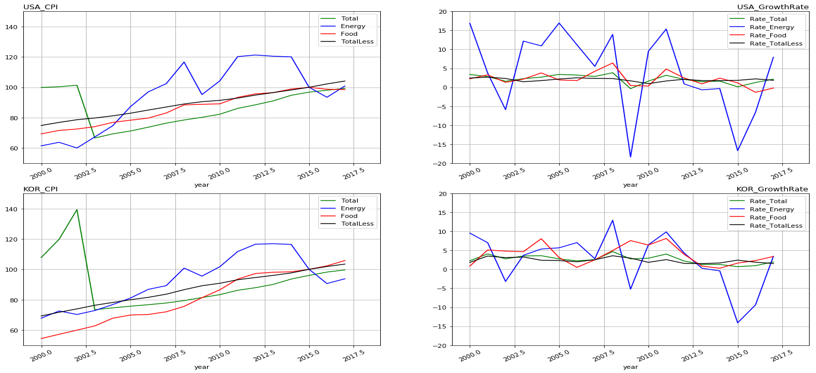 USA_CPI
Total
Energy
Food
TotalLess
140
120
100
80
60
2000.0 2002.5 2005.0 2007.5 2010.0 2012.5 2015.0 2017.5
year
USA_GrowthRate
Rate_Total
Rate_Energy
Rate_Food
Rate_TotalLess
20
15
10
5
0
−5
−10
−15
−20
2000.0 2002.5 2005.0 2007.5 2010.0 2012.5 2015.0 2017.5
year
KOR_CPI
Total
Energy
Food
TotalLess
140
120
100
80
60
2000.0 2002.5 2005.0 2007.5 2010.0 2012.5 2015.0 2017.5
year
KOR_GrowthRate
Rate_Total
Rate_Energy
Rate_Food
Rate_TotalLess
20
15
10
5
0
−5
−10
−15
−20
2000.0 2002.5 2005.0 2007.5 2010.0 2012.5 2015.0 2017.5
year